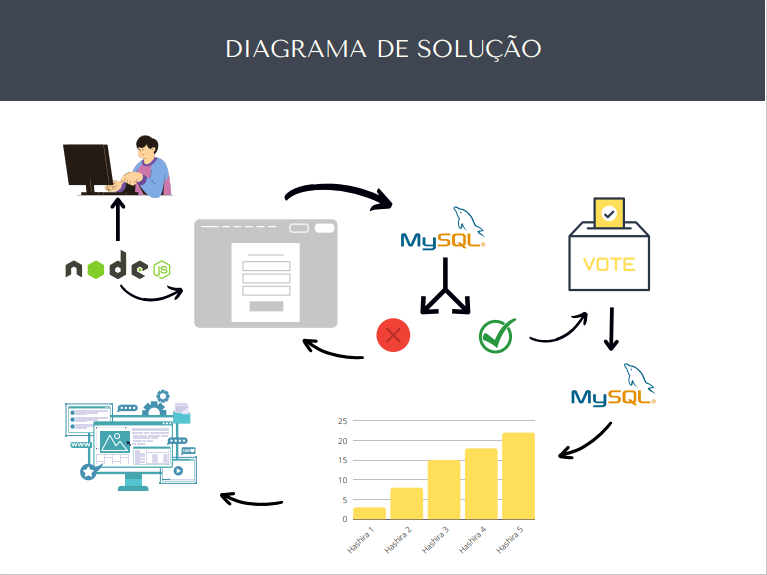 DIAGRAMA DE SOLUÇÃO
node
JS
MySQL®
VOTE
MySQL®
25
20
15
10
5
0
Hashira 1
Hashira 2
Hashira 3
Hashira 4
Hashira 5